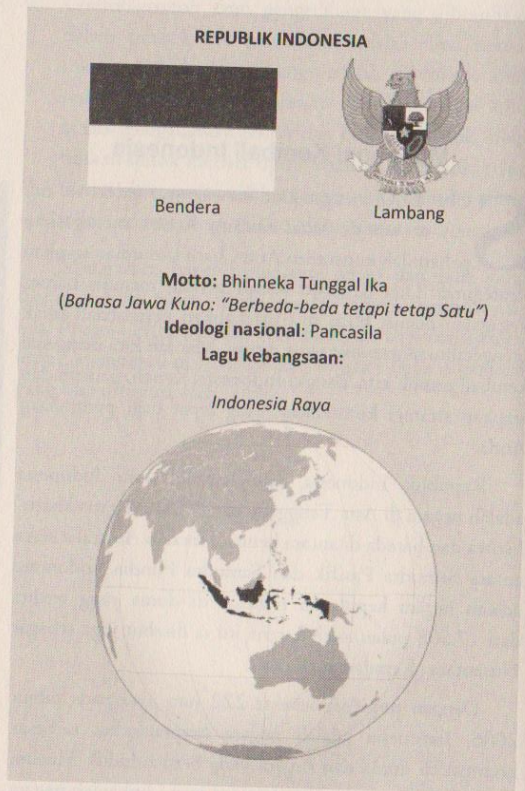 REPUBLIK INDONESIA
Bendera
Lambang
Motto: Bhinneka Tunggal Ika
(Bahasa Jawa Kuno: “Berbeda-beda tetapi tetap Satu”)
Ideologi nasional: Pancasila
Lagu kebangsaan:
Indonesia Raya